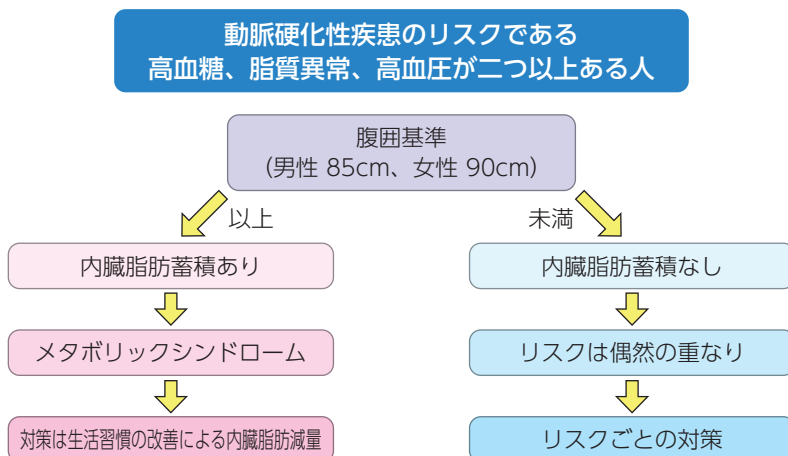 動脈硬化性疾患のリスクである
高血糖、脂質異常、高血圧が二つ以上ある人
腹囲基準
(男性 85cm、女性 90cm)
以上
未満
内臓脂肪蓄積あり
内臓脂肪蓄積なし
メタボリックシンドローム
リスクは偶然の重なり
対策は生活習慣の改善による内臓脂肪減量
リスクごとの対策